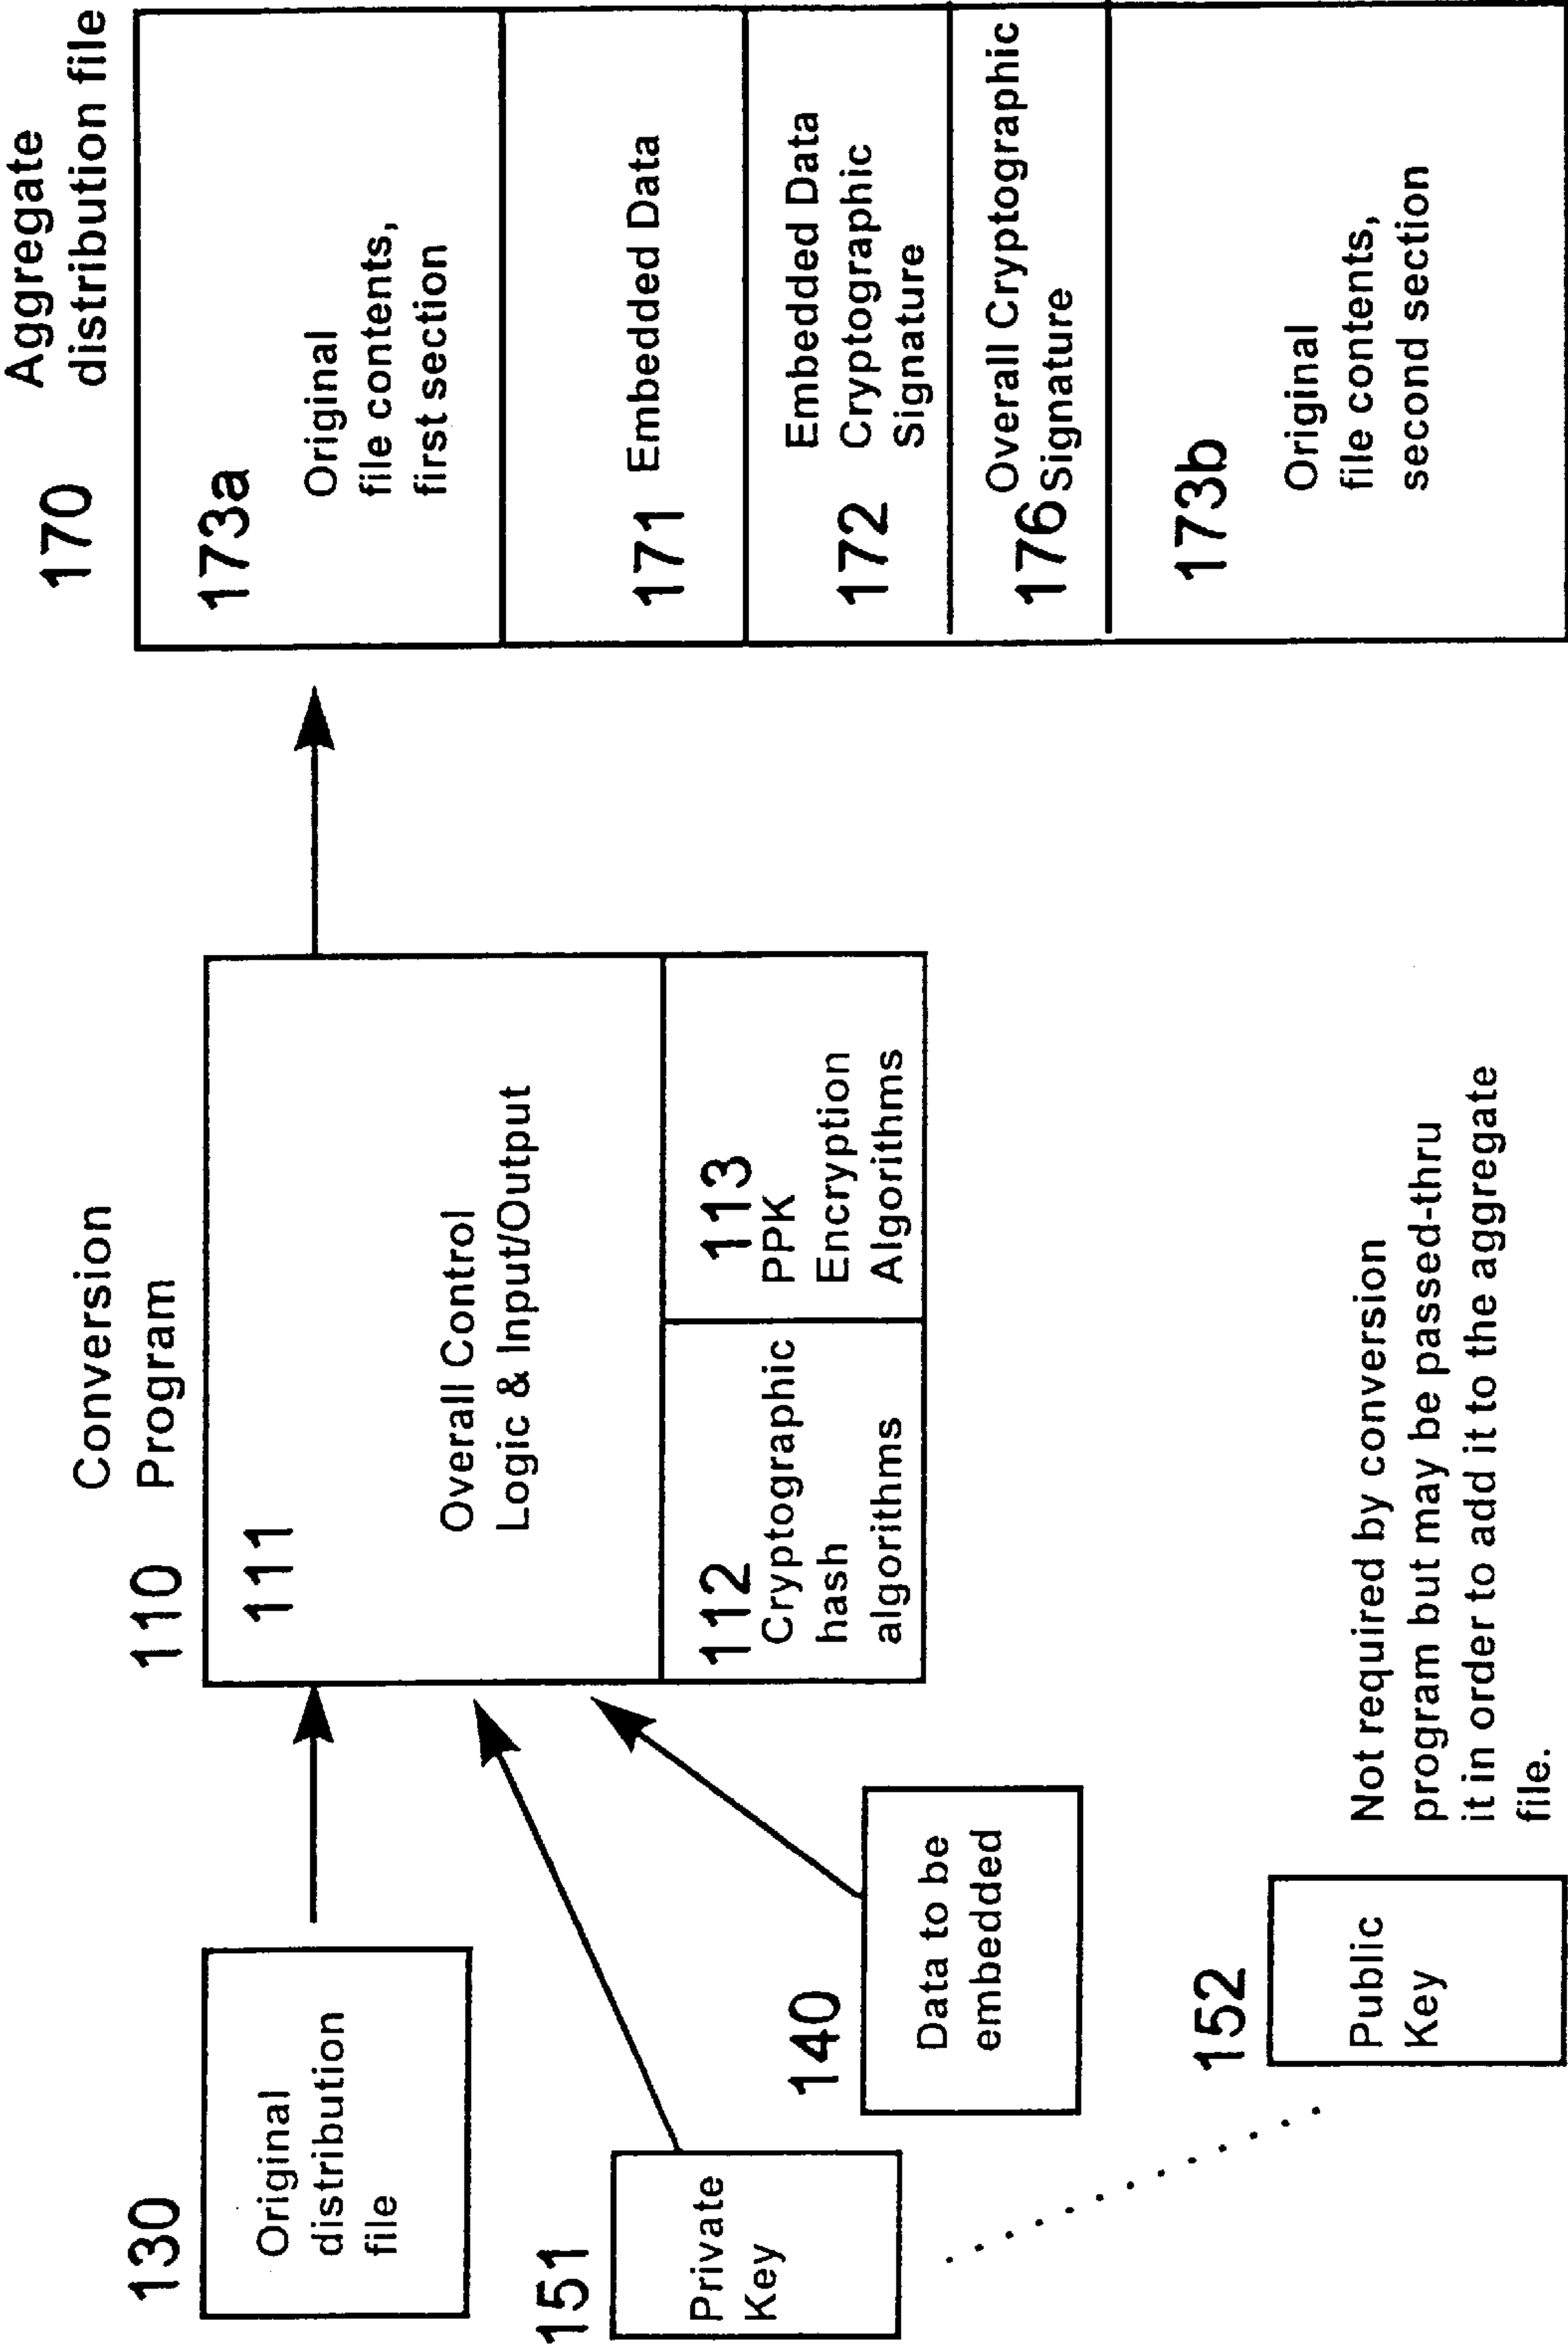 130
Original
distribution
file
151
Private
Key
140
Data to be
embedded
152
Public
Key
Not required by conversion
program but may be passed-thru
it in order to add it to the aggregate
file.
Conversion
110 Program
111
Overall Control
Logic & Input/Output
112
Cryptographic
hash
algorithms
113
PPK
Encryption
Algorithms
Aggregate
170 distribution file
173a
Original
file contents,
first section
171 Embedded Data
Embedded Data
172 Cryptographic
Signature
Overall Cryptographic
176 Signature
173b
Original
file contents,
second section